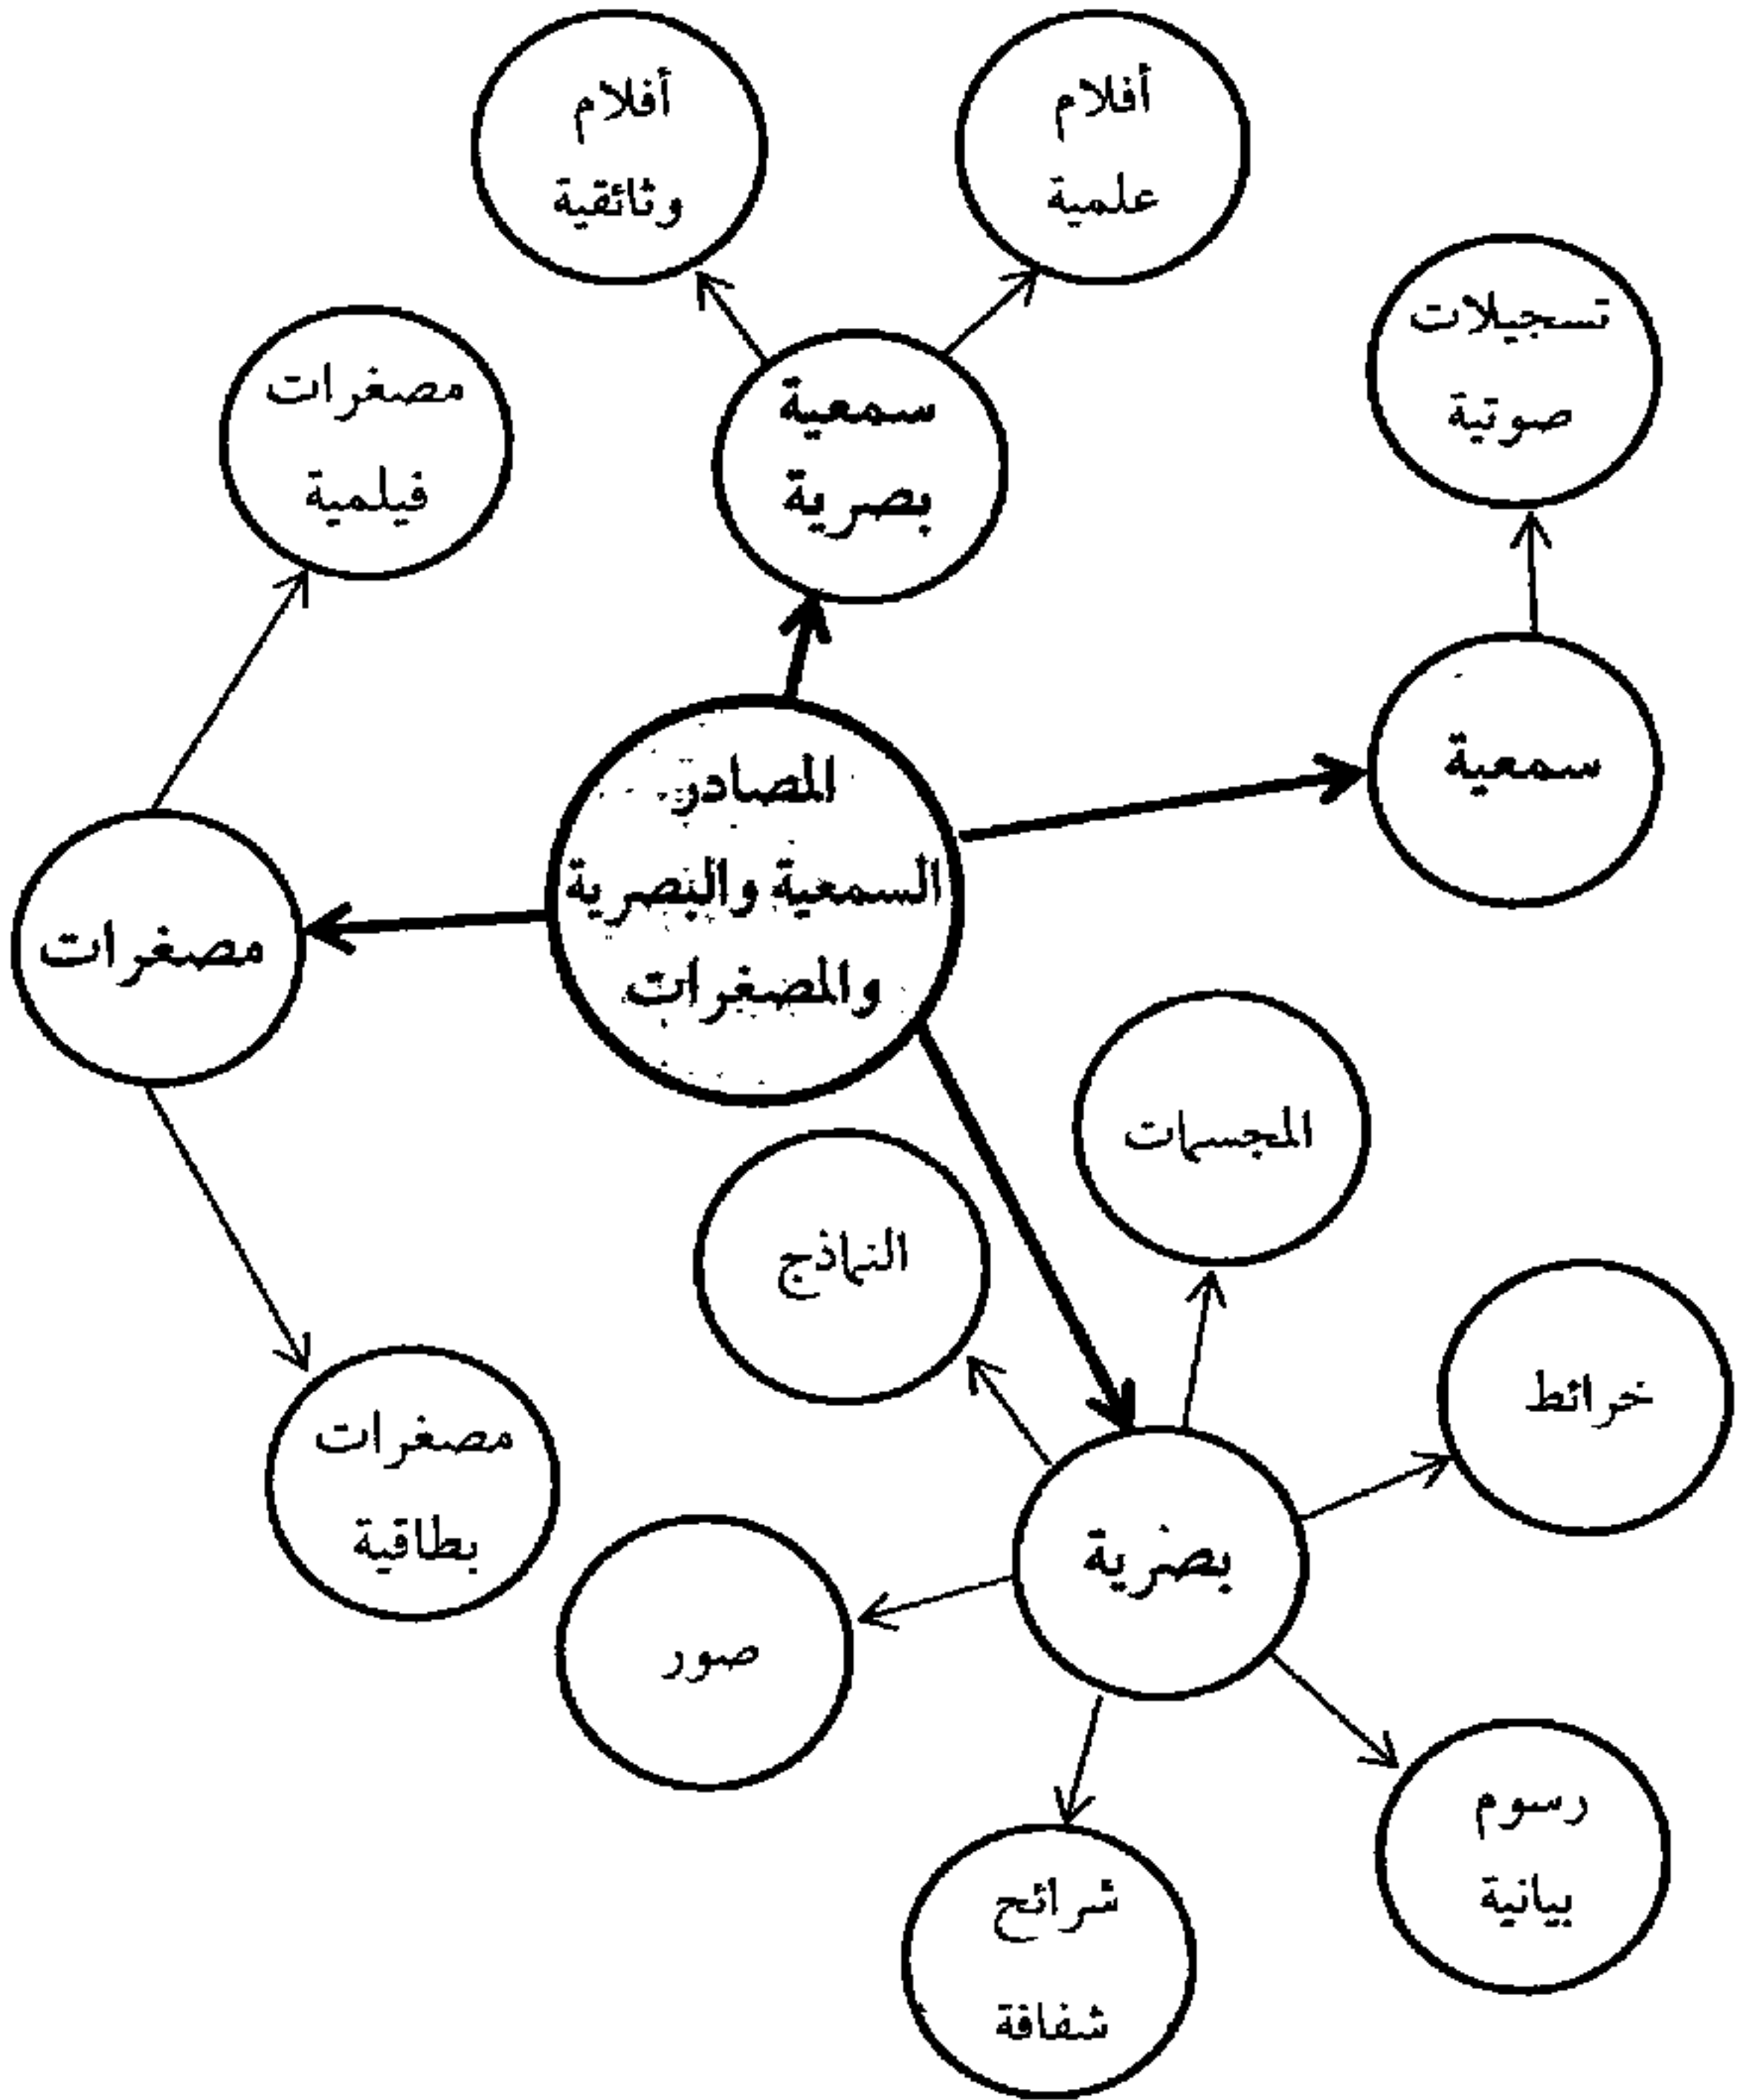 أفلام
علمية
أفلام
وثائقية
تسجيلات
صوتية
مصغرات
فيلمية
سمعية
بصرية
سمعية
المصادر
السمعية والبصرية
والمصغرات
مصغرات
المجسمات
النماذج
خرائط
مصغرات
بطاقية
بصرية
صور
رسوم
بيانية
شرائح
شفافة